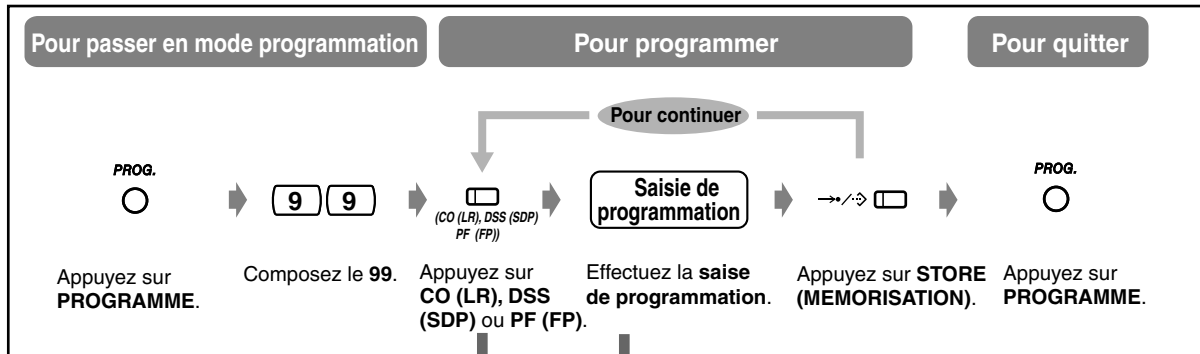 Pour passer en mode programmation
Pour programmer
Pour quitter
Pour continuer
PROG.
9 9
(CO (LR), DSS (SDP)
PF (FP))
Saisie de
programmation
PROG.
Appuyez sur
PROGRAMME.
Composez le 99.
Appuyez sur
CO (LR), DSS
(SDP) ou PF (FP).
Effectuez la saise
de programmation.
Appuyez sur STORE
(MEMORISATION).
Appuyez sur
PROGRAMME.